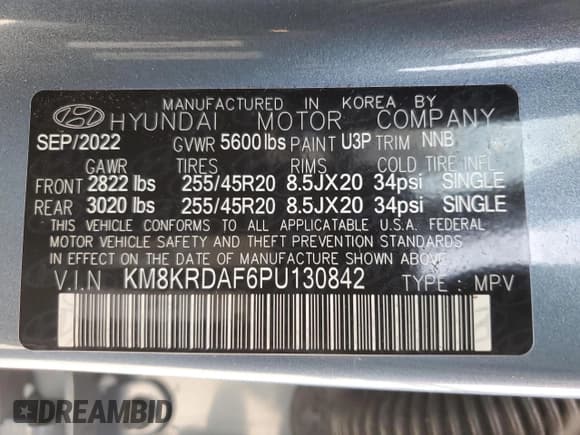 MANUFACTURED IN KOREA BY
HYUNDAI MOTOR COMPANY
SEP/2022 GVWR 5600lbs PAINT U3P TRIM NNB
GAWR TIRES RIMS COLD TIRE INFL
FRONT 2822 lbs 255/45R20 8.5JX20 34psi SINGLE
REAR 3020 lbs 255/45R20 8.5JX20 34psi SINGLE
THIS VEHICLE CONFORMS TO ALL APPLICABLE U.S.A. FEDERAL
MOTOR VEHICLE SAFETY AND THEFT PREVENTION STANDARDS
IN EFFECT ON THE DATE OF MANUFACTURE SHOWN ABOVE.
V.I.N KM8KRDAF6PU130842 TYPE : MPV
DREAMBID